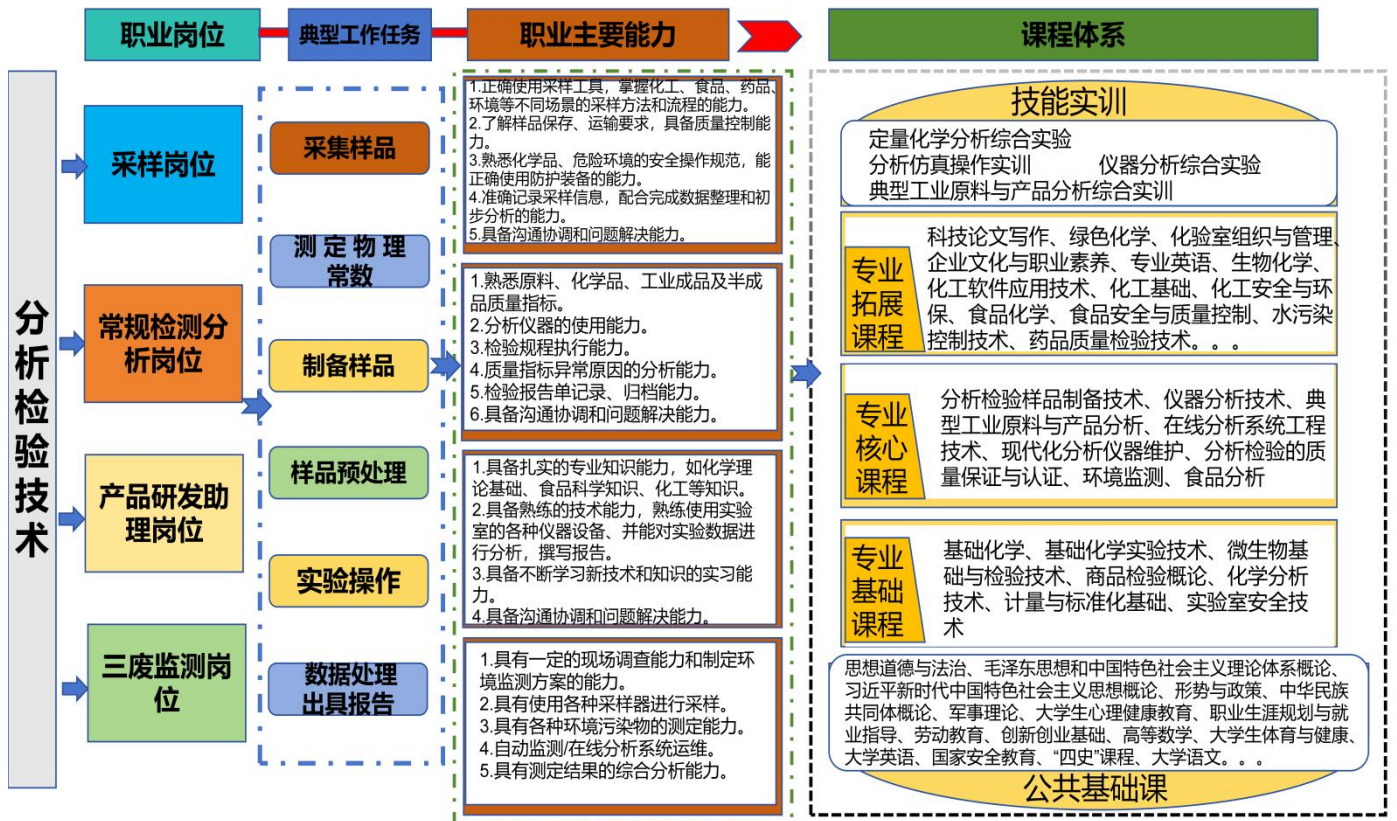 职业岗位
典型工作任务
职业主要能力
课程体系
分析检验技术
采样岗位
常规检测分
析岗位
产品研发助
理岗位
三废监测岗
位
采集样品
测 定 物 理
常数
制备样品
样品预处理
实验操作
数据处理
出具报告
1.正确使用采样工具，掌握化工、食品、药品、
环境等不同场景的采样方法和流程的能力。
2.了解样品保存、运输要求，具备质量控制能
力。
3.熟悉化学品、危险环境的安全操作规范，能
正确使用防护装备的能力。
4.准确记录采样信息，配合完成数据整理和初
步分析的能力。
5.具备沟通协调和问题解决能力。
1.熟悉原料、化学品、工业成品及半成
品质量指标。
2.分析仪器的使用能力。
3.检验规程执行能力。
4.质量指标异常原因的分析能力。
5.检验报告单记录、归档能力。
6.具备沟通协调和问题解决能力。
1.具备扎实的专业知识能力，如化学理
论基础、食品科学知识、化工等知识。
2.具备熟练的技术能力，熟练使用实验
室的各种仪器设备、并能对实验数据进
行分析，撰写报告。
3.具备不断学习新技术和知识的实习能
力。
4.具备沟通协调和问题解决能力。
1.具有一定的现场调查能力和制定环
境监测方案的能力。
2.具有使用各种采样器进行采样。
3.具有各种环境污染物的测定能力。
4.自动监测/在线分析系统运维。
5.具有测定结果的综合分析能力。
技能实训
定量化学分析综合实验
分析仿真操作实训 仪器分析综合实验
典型工业原料与产品分析综合实训
专业
拓展
课程
科技论文写作、绿色化学、化验室组织与管理、
企业文化与职业素养、专业英语、生物化学、
化工软件应用技术、化工基础、化工安全与环
保、食品化学、食品安全与质量控制、水污染
控制技术、药品质量检验技术。。。
专业
核心
课程
分析检验样品制备技术、仪器分析技术、典
型工业原料与产品分析、在线分析系统工程
技术、现代化分析仪器维护、分析检验的质
量保证与认证、环境监测、食品分析
专业
基础
课程
基础化学、基础化学实验技术、微生物基
础与检验技术、商品检验概论、化学分析
技术、计量与标准化基础、实验室安全技
术
思想道德与法治、毛泽东思想和中国特色社会主义理论体系概论、
习近平新时代中国特色社会主义思想概论、形势与政策、中华民族
共同体概论、军事理论、大学生心理健康教育、职业生涯规划与就
业指导、劳动教育、创新创业基础、高等数学、大学生体育与健康、
大学英语、国家安全教育、“四史”课程、大学语文。。。
公共基础课